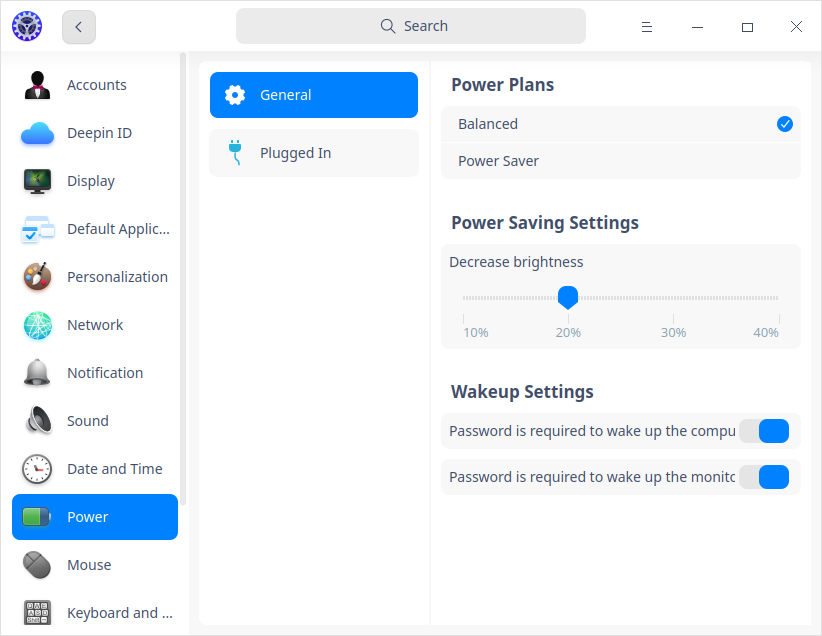 Search
Accounts
Deepin ID
Display
Default Applic...
Personalization
Network
Notification
Sound
Date and Time
Power
Mouse
Keyboard and ...
General
Plugged In
Power Plans
Balanced
Power Saver
Power Saving Settings
Decrease brightness
10% 20% 30% 40%
Wakeup Settings
Password is required to wake up the compu
Password is required to wake up the monito